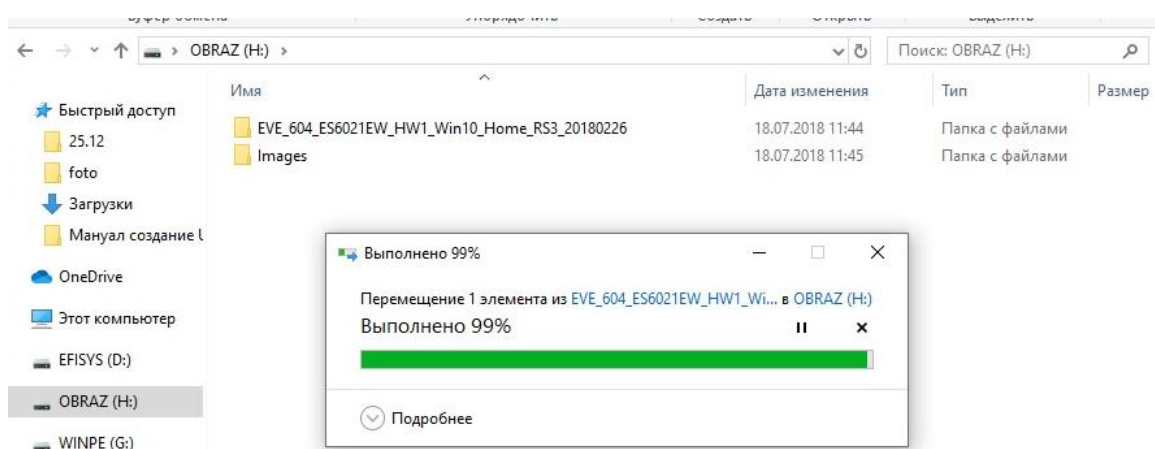 OBRAZ (H:)
Поиск: OBRAZ (H:)
Имя
Дата изменения
Тип
Размер
Быстрый доступ
25.12
foto
Загрузки
Мануал создание
OneDrive
Этот компьютер
EFISYS (D:)
OBRAZ (H:)
WINPE (G:)
EVE_604_ES6021EW_HW1_Win10_Home_RS3_20180226
18.07.2018 11:44
Папка с файлами
Images
18.07.2018 11:45
Папка с файлами
Выполнено 99%
Перемещение 1 элемента из EVE_604_ES6021EW_HW1_Wi... в OBRAZ (H:)
Выполнено 99%
Подробнее